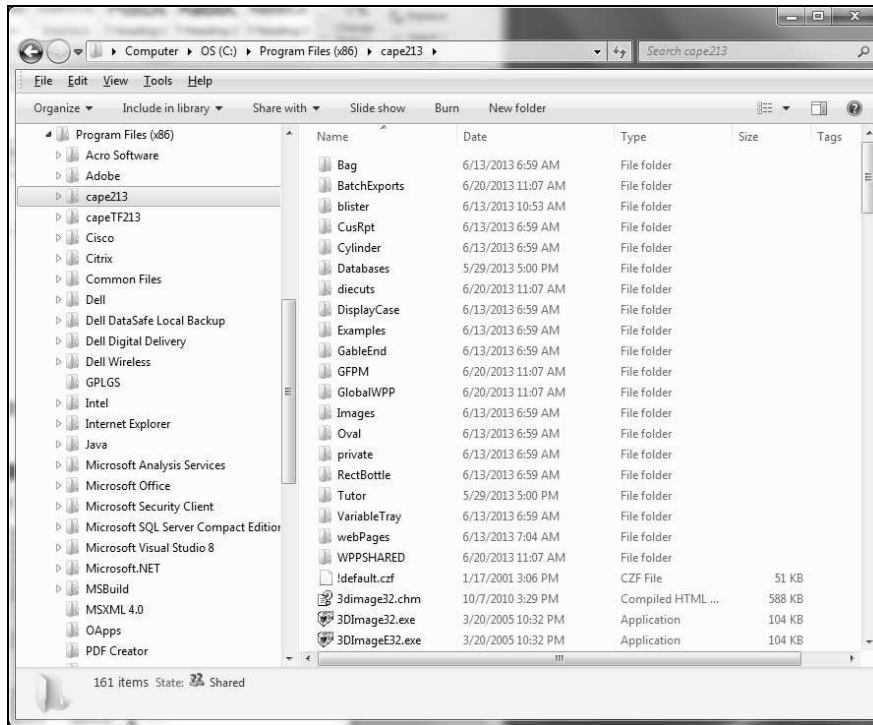 Computer ▸ OS (C:) ▸ Program Files (x86) ▸ cape213 ▸
Search cape213
File Edit View Tools Help
Organize Include in library Share with Slide show Burn New folder
Program Files (x86)
Acro Software
Adobe
cape213
capeTF213
Cisco
Citrix
Common Files
Dell
Dell DataSafe Local Backup
Dell Digital Delivery
Dell Wireless
GPLGS
Intel
Internet Explorer
Java
Microsoft Analysis Services
Microsoft Office
Microsoft Security Client
Microsoft SQL Server Compact Edition
Microsoft Visual Studio 8
Microsoft.NET
MSBuild
MSXML 4.0
OApps
PDF Creator
Name Date Type Size Tags
Bag 6/13/2013 6:59 AM File folder
BatchExports 6/20/2013 11:07 AM File folder
blister 6/13/2013 10:53 AM File folder
CusRpt 6/13/2013 6:59 AM File folder
Cylinder 6/13/2013 6:59 AM File folder
Databases 5/29/2013 5:00 PM File folder
diecuts 6/20/2013 11:07 AM File folder
DisplayCase 6/13/2013 6:59 AM File folder
Examples 6/13/2013 6:59 AM File folder
GableEnd 6/13/2013 6:59 AM File folder
GFPM 6/20/2013 11:07 AM File folder
GlobalWPP 6/20/2013 11:07 AM File folder
Images 6/13/2013 6:59 AM File folder
Oval 6/13/2013 6:59 AM File folder
private 6/13/2013 6:59 AM File folder
RectBottle 6/13/2013 6:59 AM File folder
Tutor 5/29/2013 5:00 PM File folder
VariableTray 6/13/2013 6:59 AM File folder
webPages 6/13/2013 7:04 AM File folder
WPPSHARED 6/20/2013 11:07 AM File folder
!default.czf 1/17/2001 3:06 PM CZF File 51 KB
3dimage32.chm 10/7/2010 3:29 PM Compiled HTML ... 588 KB
3DImage32.exe 3/20/2005 10:32 PM Application 104 KB
3DImageE32.exe 3/20/2005 10:32 PM Application 104 KB
161 items State: Shared